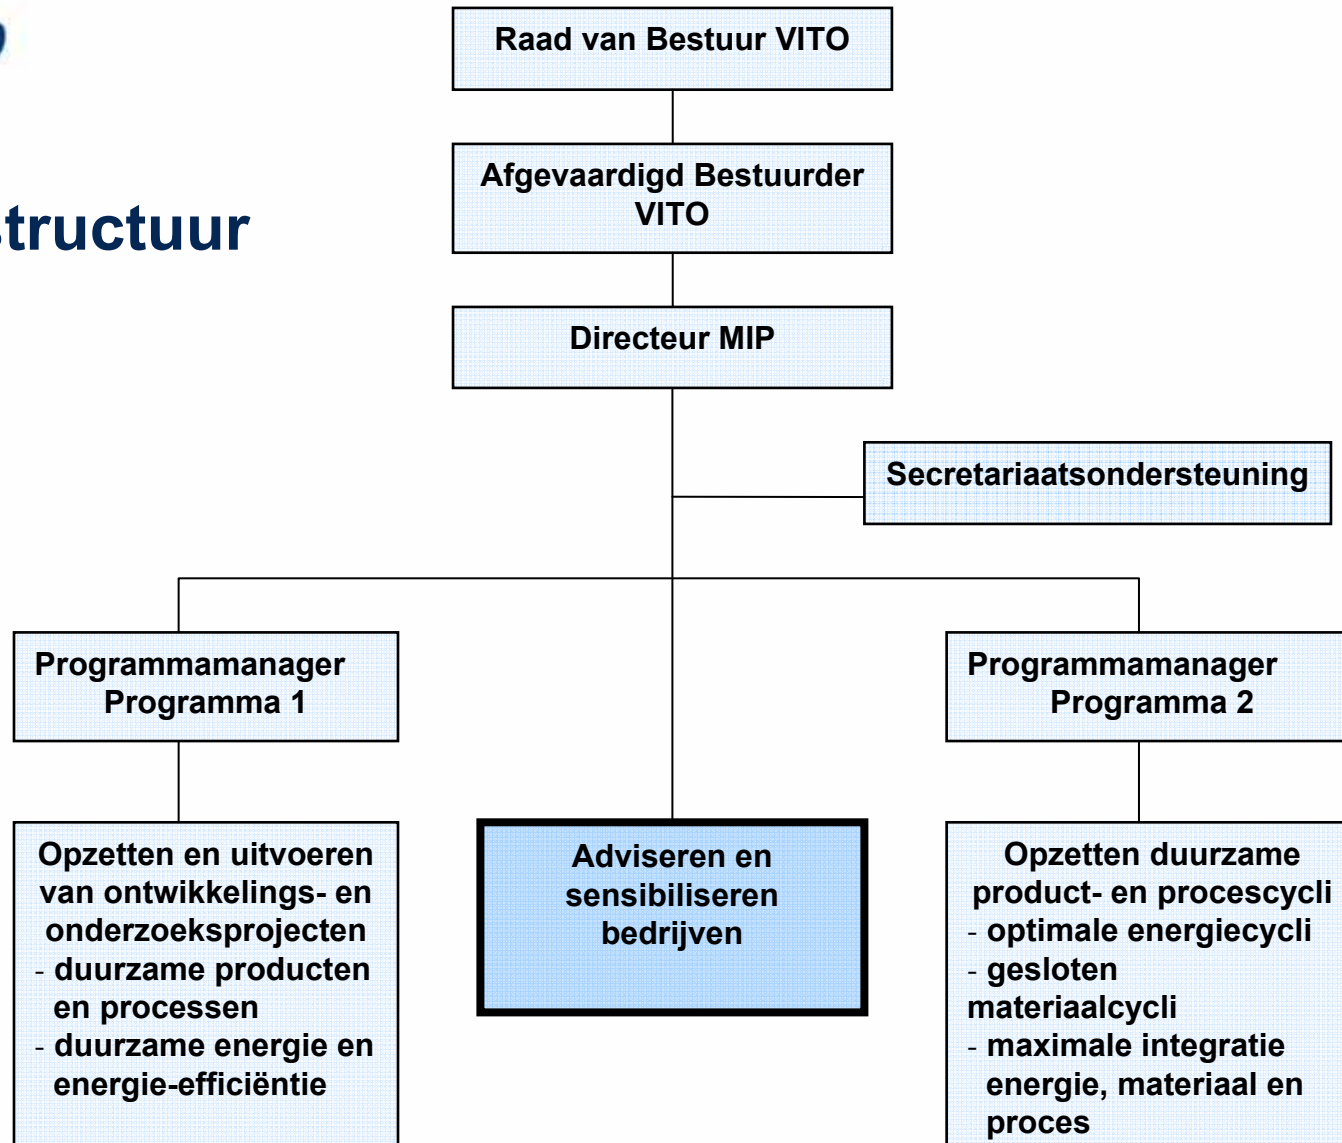 Raad van Bestuur VITO
Afgevaardigd Bestuurder
VITO
structuur
Directeur MIP
Secretariaatsondersteuning
Programmamanager
Programma 1
Programmamanager
Programma 2
Opzetten en uitvoeren
van ontwikkelings- en
onderzoeksprojecten
- duurzame producten
en processen
- duurzame energie en
energie-efficiëntie
Adviseren en
sensibiliseren
bedrijven
Opzetten duurzame
product- en procescycli
- optimale energiecycli
- gesloten
materiaalcycli
- maximale integratie
energie, materiaal en
proces